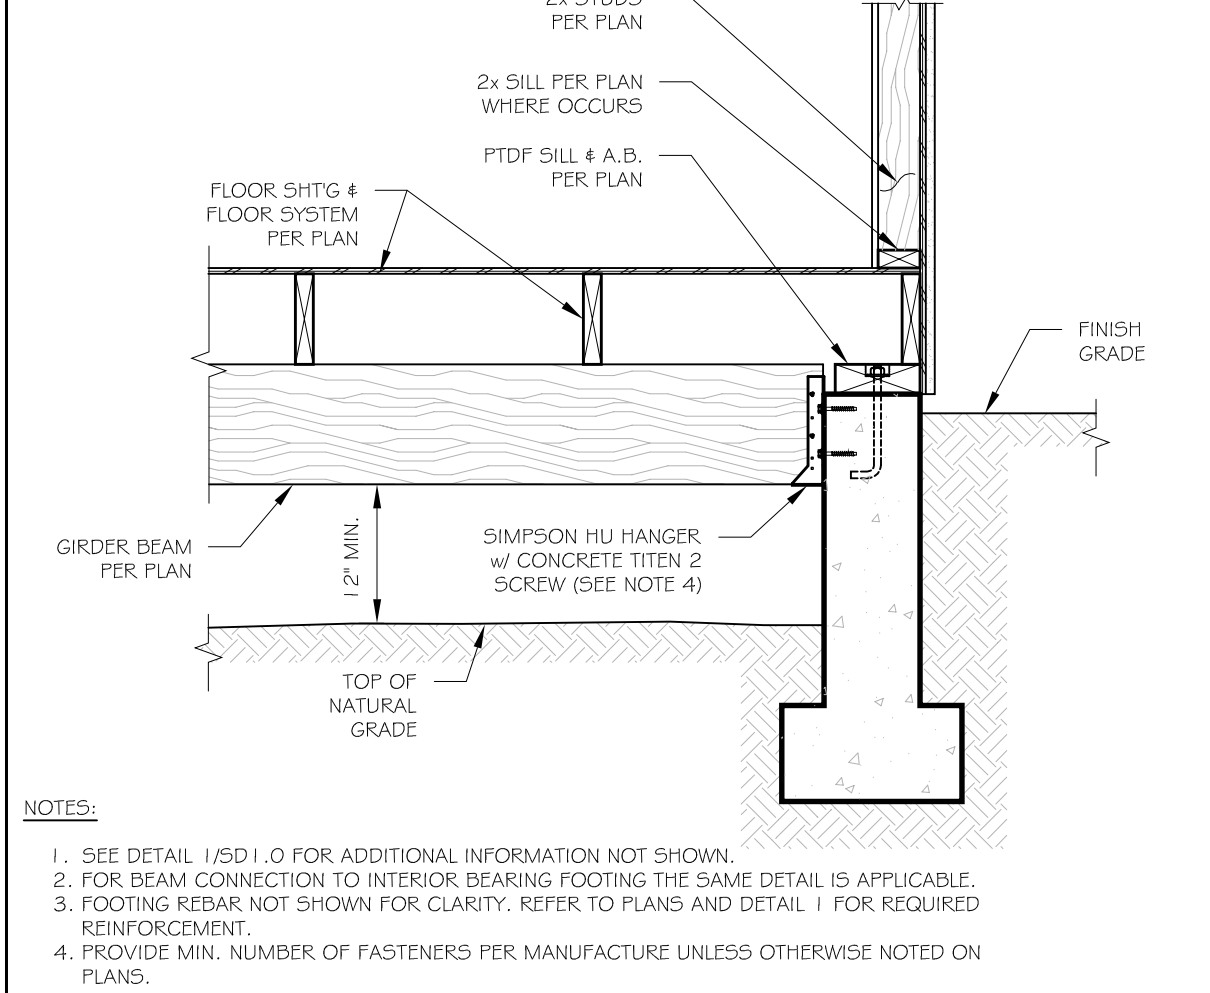 2x STUDS
PER PLAN
2x SILL PER PLAN
WHERE OCCURS
PTDF SILL & A.B.
PER PLAN
FLOOR SHT'G &
FLOOR SYSTEM
PER PLAN
FINISH
GRADE
GIRDER BEAM
PER PLAN
12" MIN.
SIMPSON HU HANGER
w/ CONCRETE TITEN 2
SCREW (SEE NOTE 4)
TOP OF
NATURAL
GRADE
NOTES:
1. SEE DETAIL 1/SD1.0 FOR ADDITIONAL INFORMATION NOT SHOWN.
2. FOR BEAM CONNECTION TO INTERIOR BEARING FOOTING THE SAME DETAIL IS APPLICABLE.
3. FOOTING REBAR NOT SHOWN FOR CLARITY. REFER TO PLANS AND DETAIL 1 FOR REQUIRED
REINFORCEMENT.
4. PROVIDE MIN. NUMBER OF FASTENERS PER MANUFACTURE UNLESS OTHERWISE NOTED ON
PLANS.